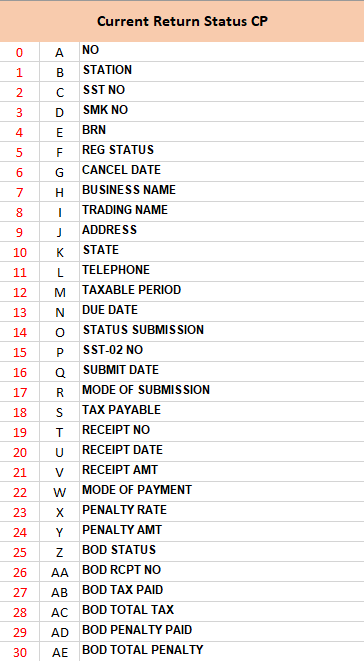 Current Return Status CP
0 A NO
1 B STATION
2 C SST NO
3 D SMK NO
4 E BRN
5 F REG STATUS
6 G CANCEL DATE
7 H BUSINESS NAME
8 I TRADING NAME
9 J ADDRESS
10 K STATE
11 L TELEPHONE
12 M TAXABLE PERIOD
13 N DUE DATE
14 O STATUS SUBMISSION
15 P SST-02 NO
16 Q SUBMIT DATE
17 R MODE OF SUBMISSION
18 S TAX PAYABLE
19 T RECEIPT NO
20 U RECEIPT DATE
21 V RECEIPT AMT
22 W MODE OF PAYMENT
23 X PENALTY RATE
24 Y PENALTY AMT
25 Z BOD STATUS
26 AA BOD RCPT NO
27 AB BOD TAX PAID
28 AC BOD TOTAL TAX
29 AD BOD PENALTY PAID
30 AE BOD TOTAL PENALTY